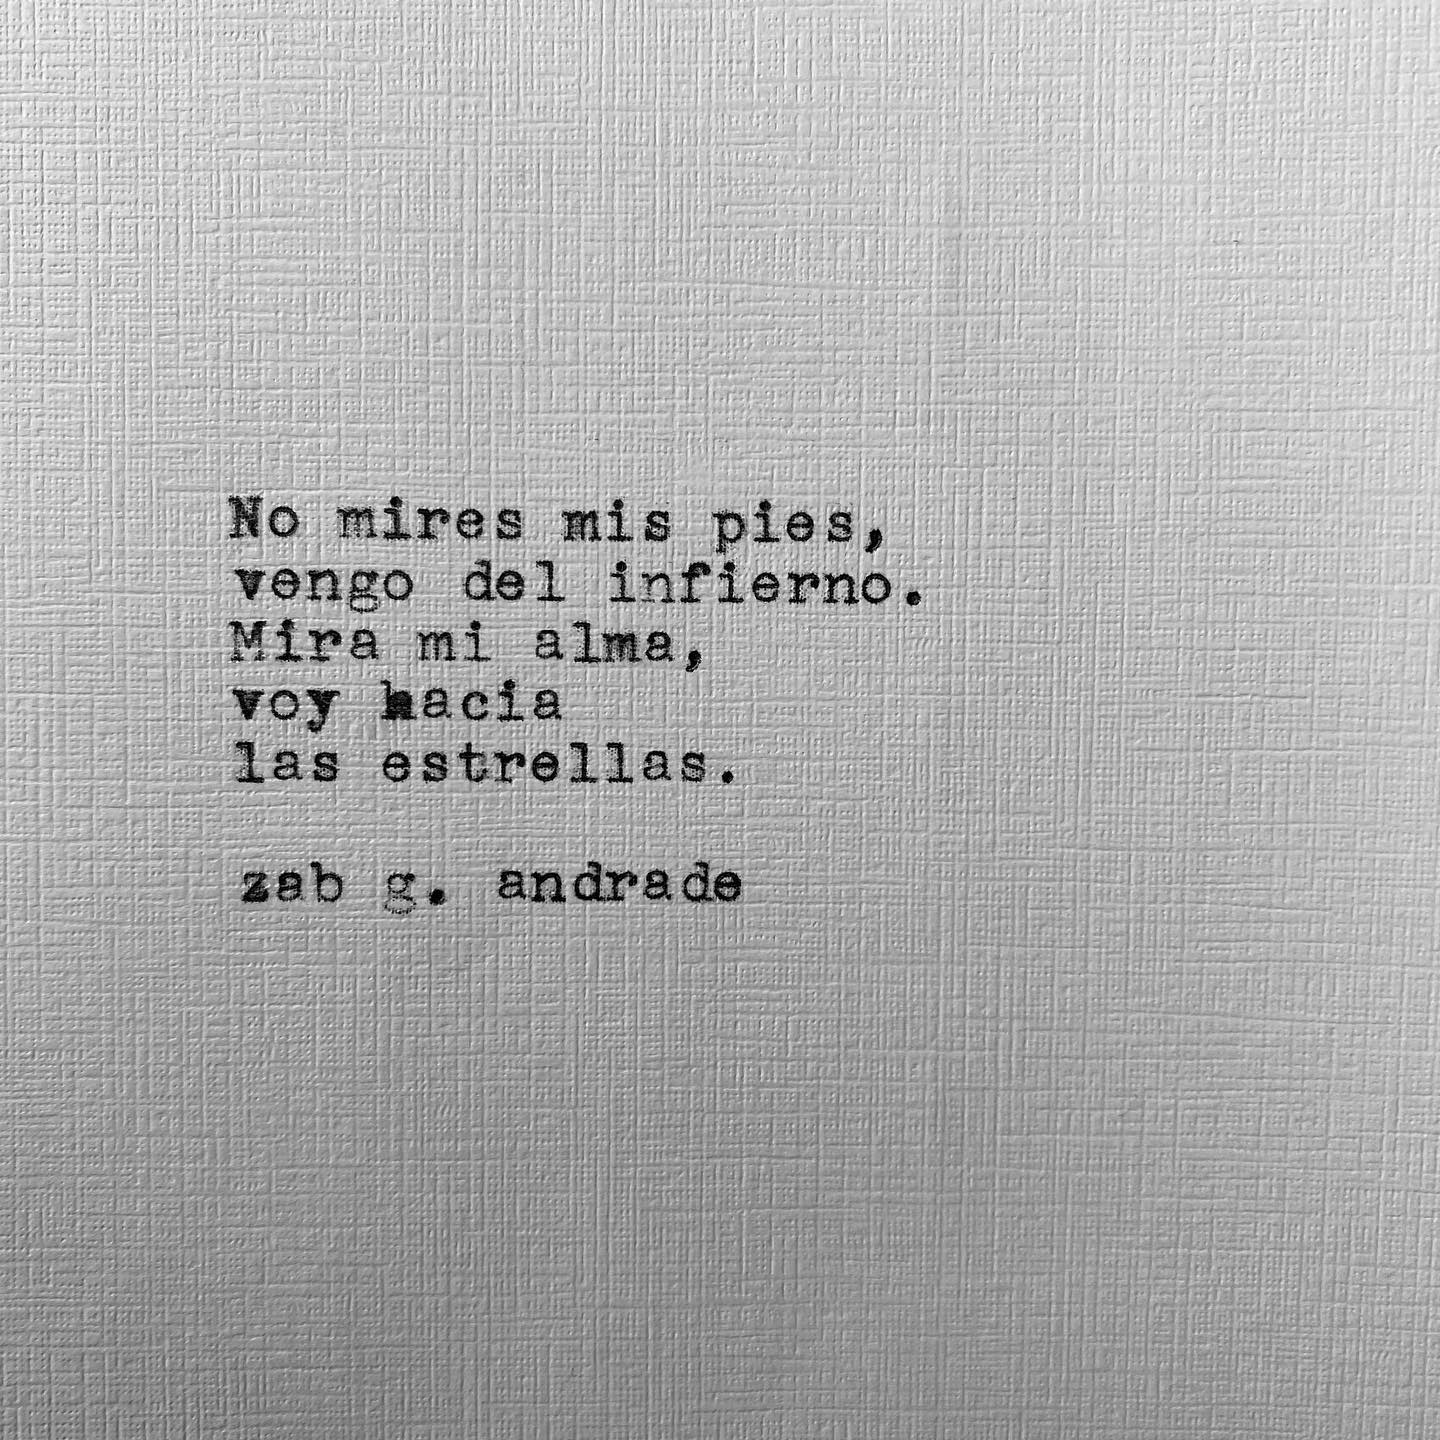 No mires mis pies,
vengo del infierno.
Mira mi alma,
voy hacia
las estrellas.
zab g. andrade